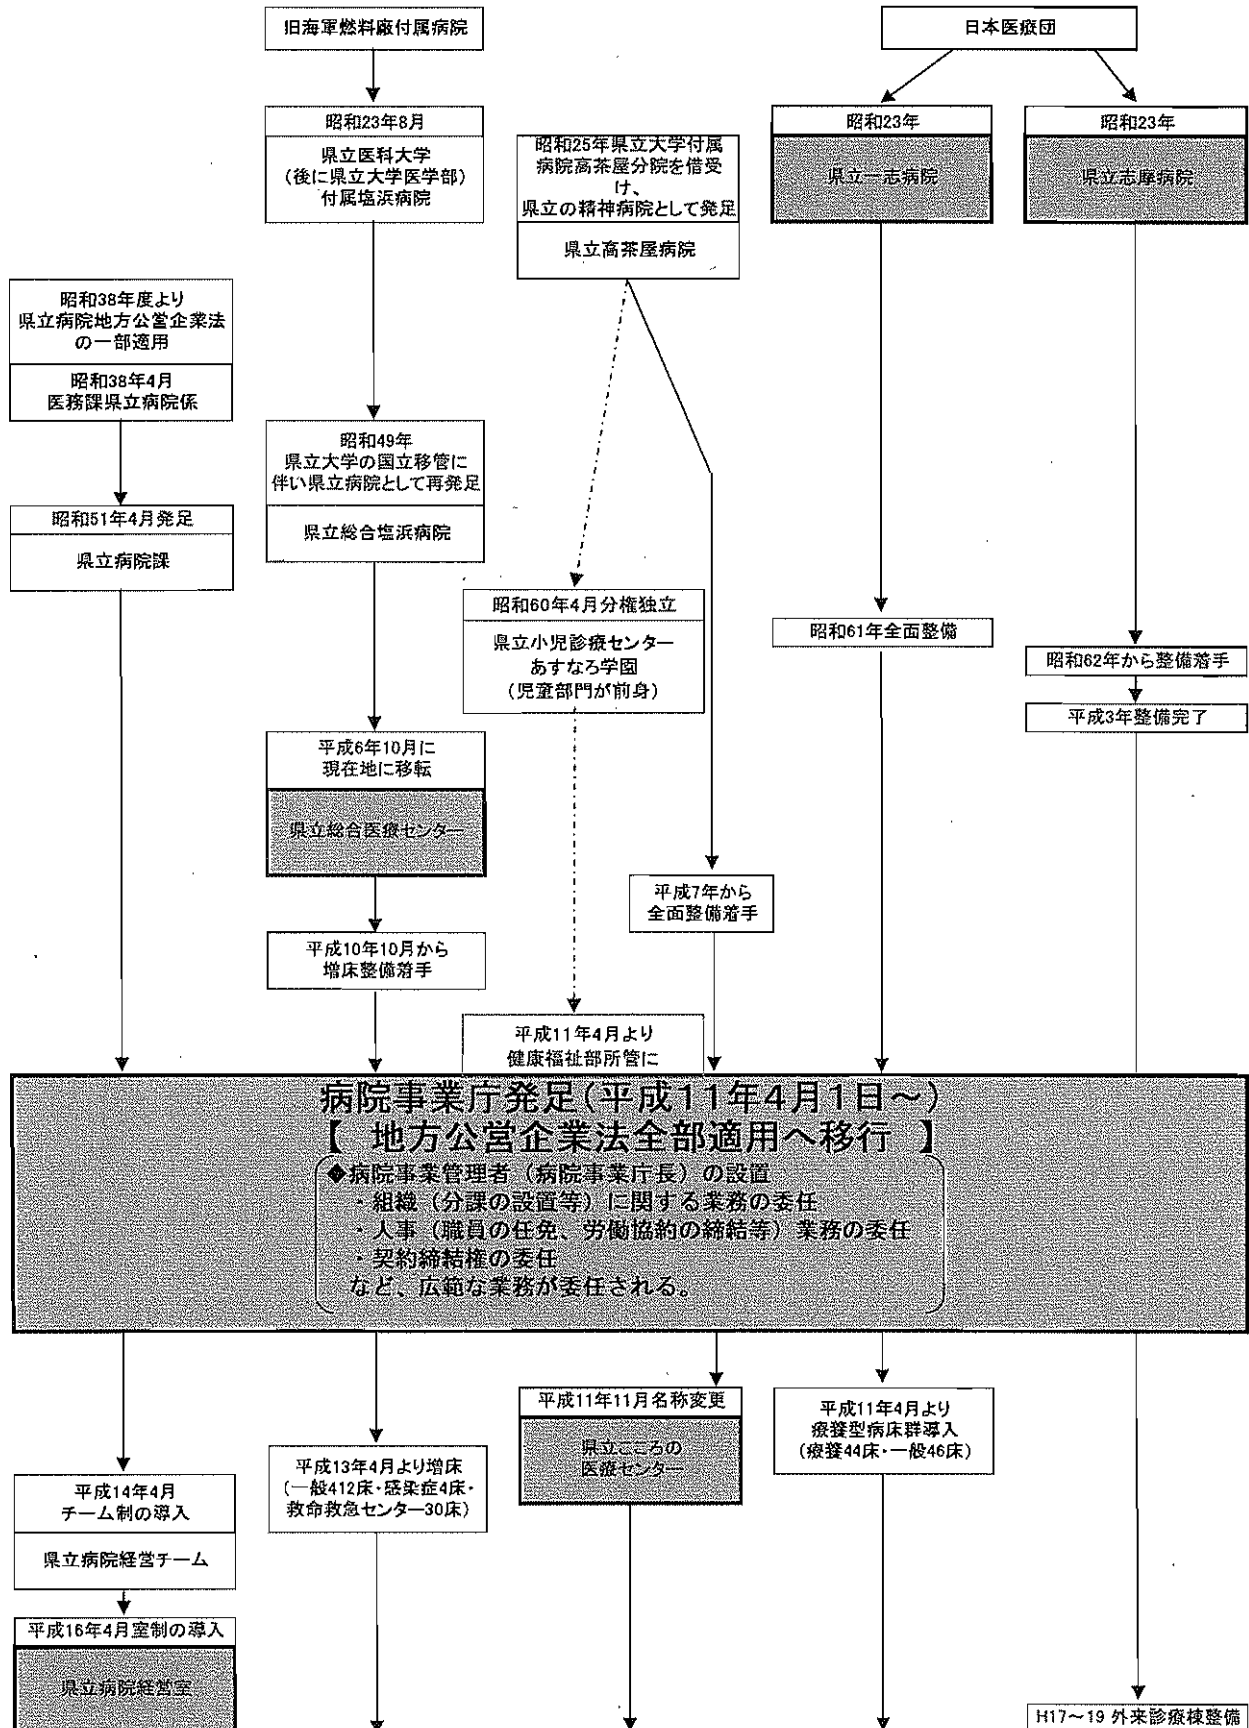 旧海軍燃料廠付属病院
日本医療団
昭和23年8月
県立医科大学
(後に県立大学医学部)
付属塩浜病院
昭和25年県立大学付属
病院高茶屋分院を借受
け、
県立の精神病院として発足
県立高茶屋病院
昭和23年
県立一志病院
昭和23年
県立志摩病院
昭和38年度より
県立病院地方公営企業法
の一部適用
昭和38年4月
医務課県立病院係
昭和49年
県立大学の国立移管に
伴い県立病院として再発足
県立総合塩浜病院
昭和51年4月発足
県立病院課
昭和60年4月分権独立
県立小児診療センター
あすなろ学園
(児童部門が前身)
昭和61年全面整備
昭和62年から整備着手
平成3年整備完了
平成6年10月に
現在地に移転
県立総合医療センター
平成7年から
全面整備着手
平成10年10月から
増床整備着手
平成11年4月より
健康福祉部所管に
病院事業庁発足(平成11年4月1日~)
【 地方公営企業法全部適用へ移行 】
◆病院事業管理者(病院事業庁長)の設置
・組織(分課の設置等)に関する業務の委任
・人事(職員の任免、労働協約の締結等)業務の委任
・契約締結権の委任
など、広範な業務が委任される。
平成11年11月名称変更
県立こころの
医療センター
平成11年4月より
療養型病床群導入
(療養44床・一般46床)
平成13年4月より増床
(一般412床・感染症4床・
救命救急センター30床)
平成14年4月
チーム制の導入
県立病院経営チーム
平成16年4月室制の導入
県立病院経営室
H17~19 外来診療棟整備